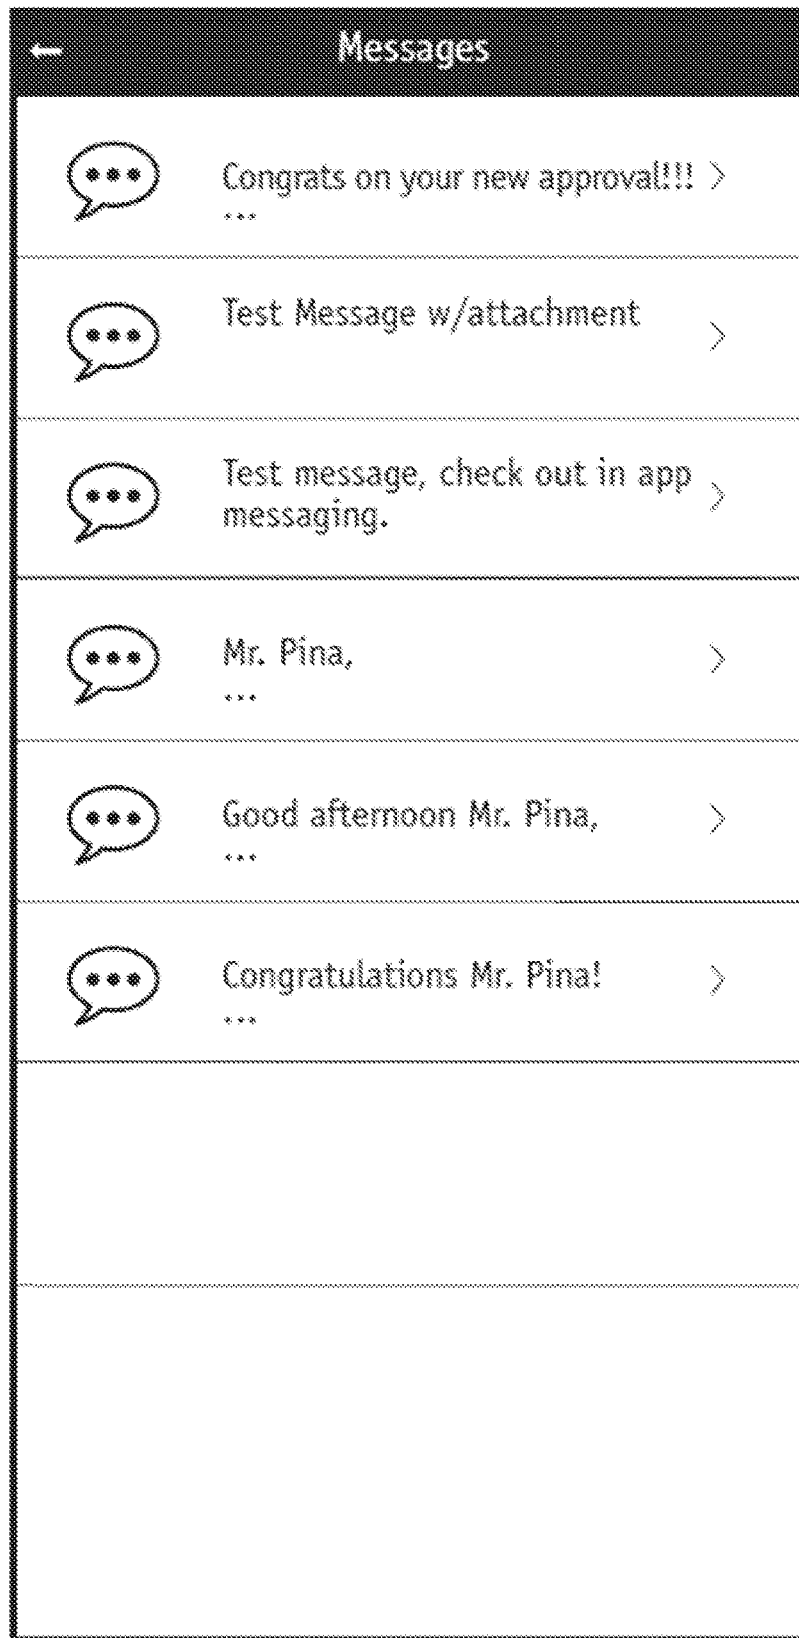 Messages
Congrats on your new approval!!!
...
Test Message w/attachment
Test message, check out in app
messaging.
Mr. Pina,
...
Good afternoon Mr. Pina,
...
Congratulations Mr. Pina!
...